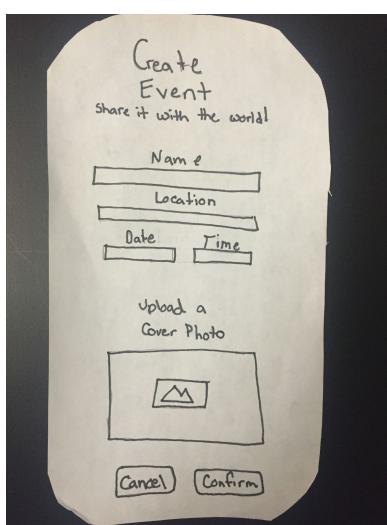 Create
Event
Share it with the world!
Name
Location
Date Time
Upload a
Cover Photo
Cancel Confirm